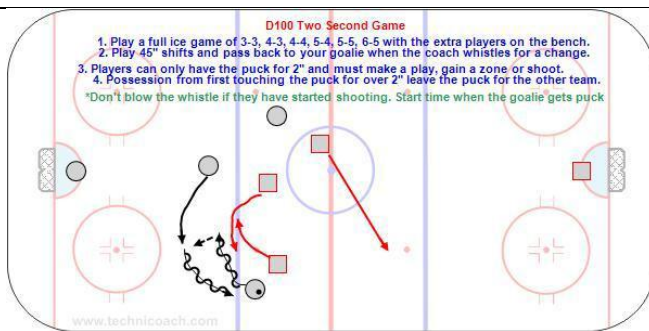 D100 Two Second Game
1. Play a full ice game of 3-3, 4-3, 4-4, 5-4, 5-5, 6-5 with the extra players on the bench.
2. Play 45" shifts and pass back to your goalie when the coach whistles for a change.
3. Players can only have the puck for 2" and must make a play, gain a zone or shoot.
4. Possession from first touching the puck for over 2" leave the puck for the other team.
*Don't blow the whistle if they have started shooting. Start time when the goalie gets puck
www.technicoach.com